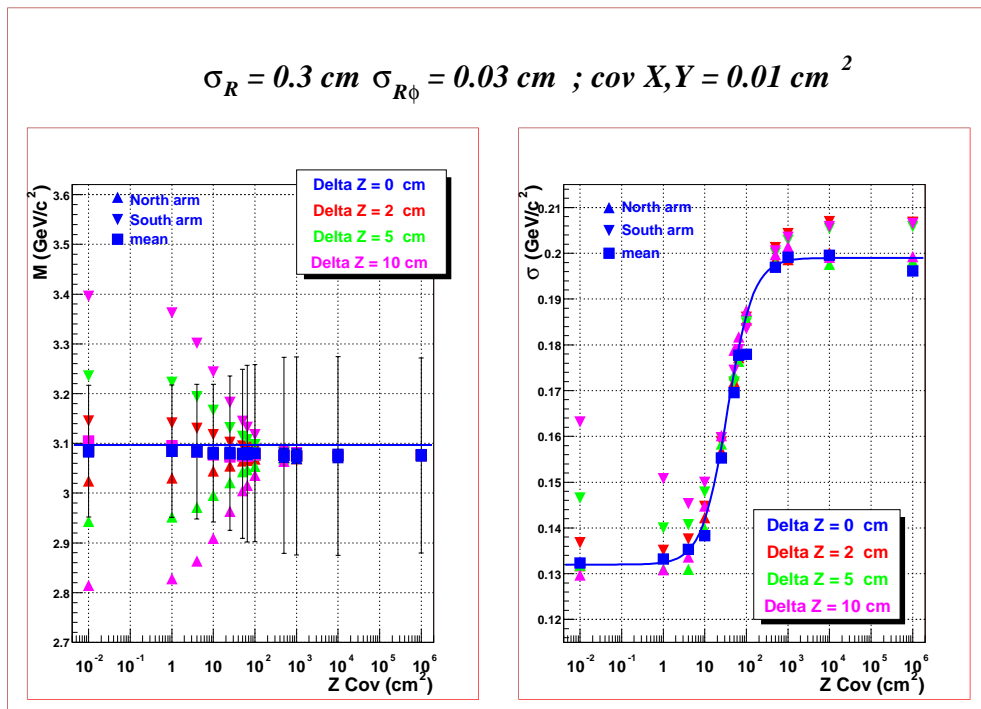 σ_R = 0.3 cm σ_Rϕ = 0.03 cm ; cov X,Y = 0.01 cm ²
M (GeV/c²)
3.6
3.5
3.4
3.3
3.2
3.1
3
2.9
2.8
2.7
North arm
South arm
mean
Delta Z = 0 cm
Delta Z = 2 cm
Delta Z = 5 cm
Delta Z = 10 cm
10⁻² 10⁻¹ 1 10 10² 10³ 10⁴ 10⁵ 10⁶
Z Cov (cm²)
σ (GeV/c²)
0.21
0.2
0.19
0.18
0.17
0.16
0.15
0.14
0.13
0.12
North arm
South arm
mean
Delta Z = 0 cm
Delta Z = 2 cm
Delta Z = 5 cm
Delta Z = 10 cm
10⁻² 10⁻¹ 1 10 10² 10³ 10⁴ 10⁵ 10⁶
Z Cov (cm²)